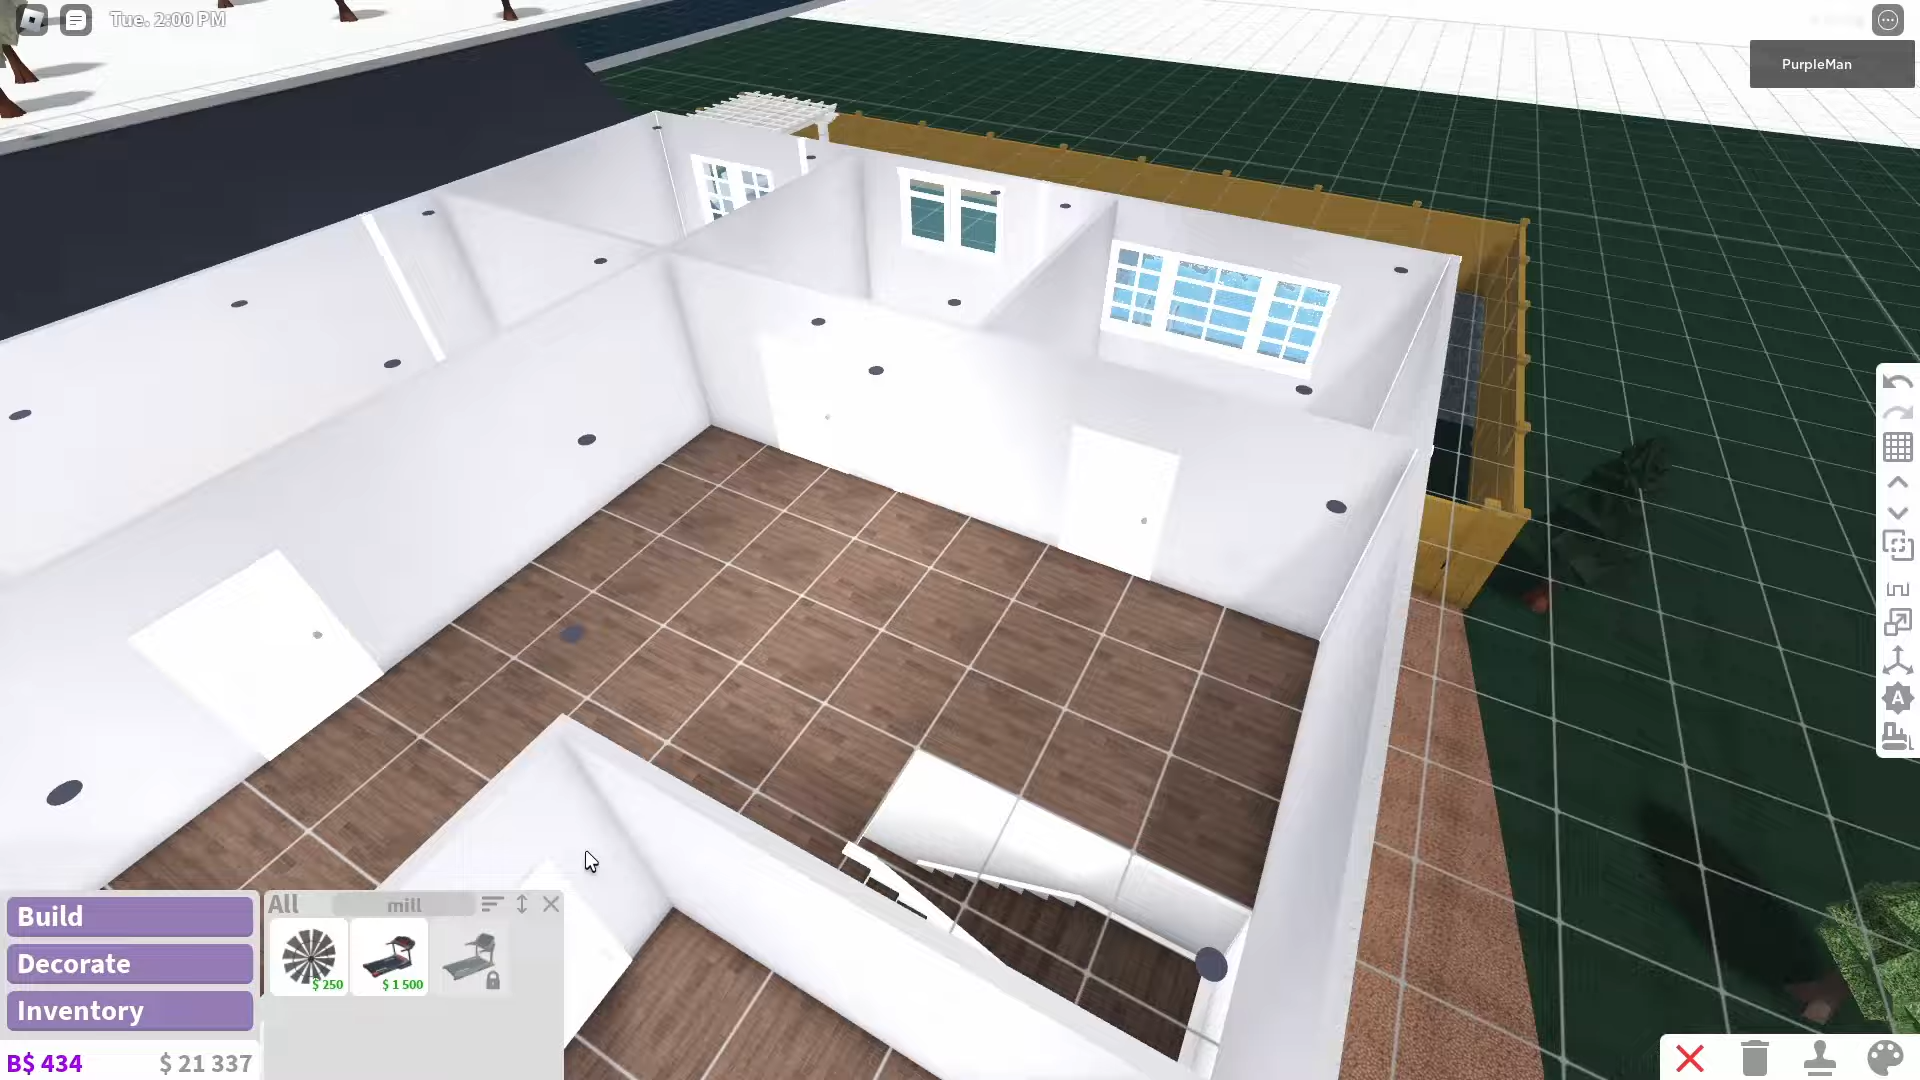 Tue. 2:00 PM
PurpleMan
A
Build
Decorate
Inventory
B$ 434
$ 21 337
All
mill
$ 250
$ 1 500